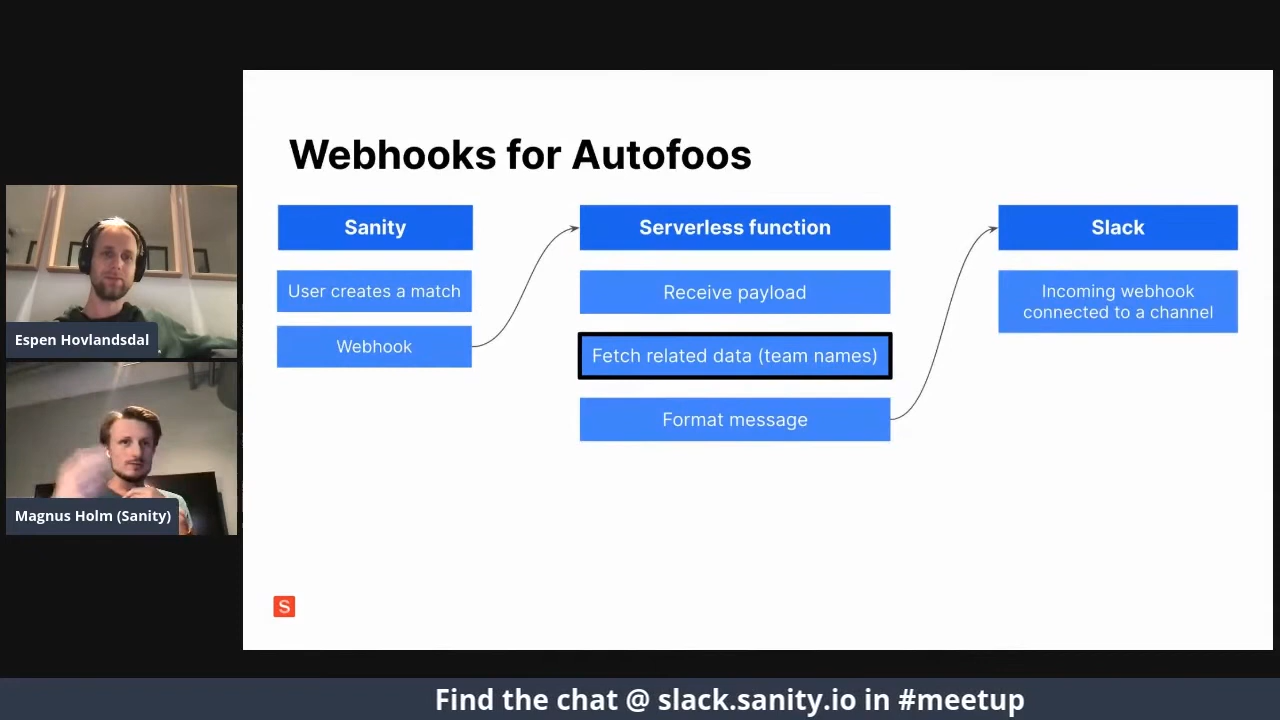 Webhooks for Autofoos
Sanity
User creates a match
Webhook
Serverless function
Receive payload
Fetch related data (team names)
Format message
Slack
Incoming webhook
connected to a channel
Espen Hovlandsdal
Magnus Holm (Sanity)
S
Find the chat @ slack.sanity.io in #meetup